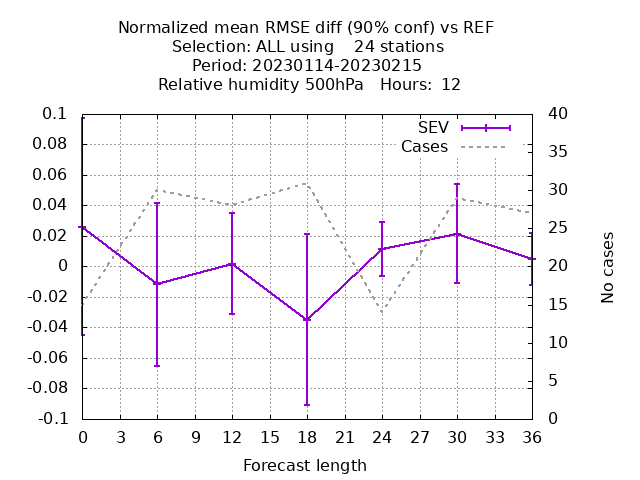 Normalized mean RMSE diff (90% conf) vs REF
Selection: ALL using    24 stations
Period: 20230114-20230215
Relative humidity 500hPa   Hours:  12
SEV
Cases
0.1
0.08
0.06
0.04
0.02
0
-0.02
-0.04
-0.06
-0.08
-0.1
40
35
30
25
20
15
10
5
0
No cases
0 3 6 9 12 15 18 21 24 27 30 33 36
Forecast length